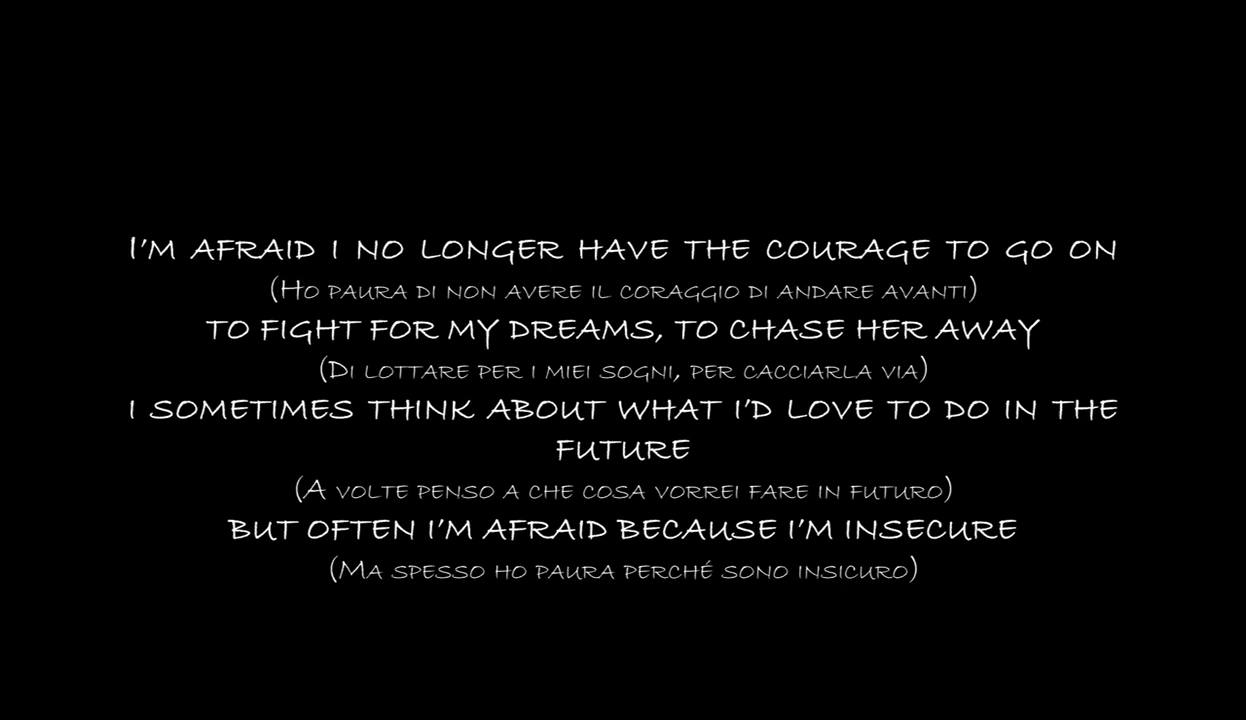 I'M AFRAID I NO LONGER HAVE THE COURAGE TO GO ON
(HO PAURA DI NON AVERE IL CORAGGIO DI ANDARE AVANTI)
TO FIGHT FOR MY DREAMS, TO CHASE HER AWAY
(DI LOTTARE PER I MIEI SOGNI, PER CACCIARLA VIA)
I SOMETIMES THINK ABOUT WHAT I'D LOVE TO DO IN THE
FUTURE
(A VOLTE PENSO A CHE COSA VORREI FARE IN FUTURO)
BUT OFTEN I'M AFRAID BECAUSE I'M INSECURE
(MA SPESSO HO PAURA PERCHÉ SONO INSICURO)